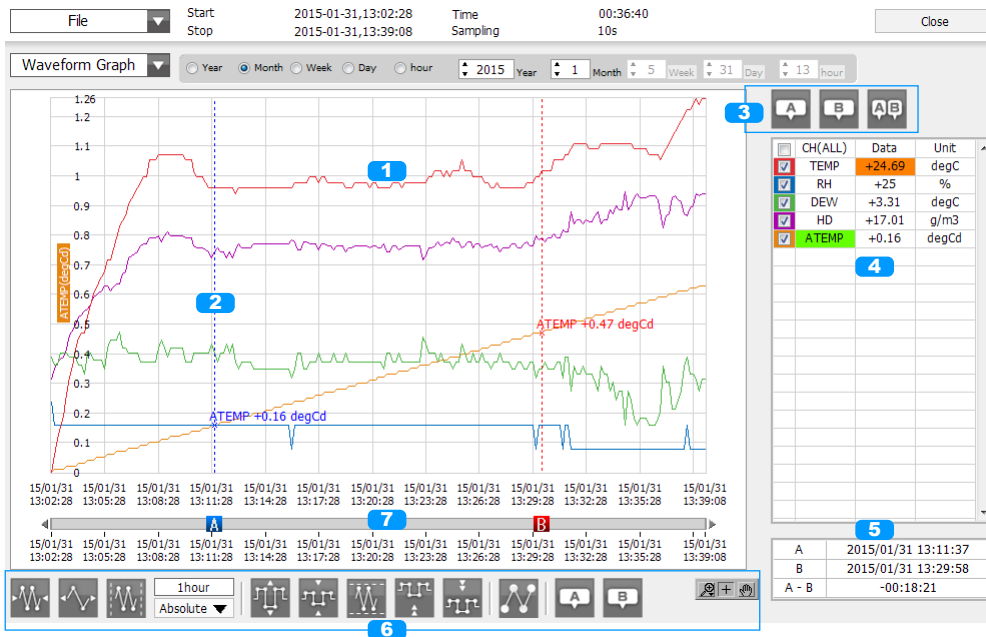 File
Start 2015-01-31,13:02:28 Time 00:36:40
Stop 2015-01-31,13:39:08 Sampling 10s
Close
Waveform Graph
Year Month Week Day hour
2015 Year 1 Month 5 Week 31 Day 13 hour
3 A B A B
1.26
1.2
1.1
1
0.9
0.8
0.7
0.6
0.5
0.4
0.3
0.2
0.1
0
ATEMP(degCd)
1
2
ATEMP +0.47 degCd
ATEMP +0.16 degCd
15/01/31 15/01/31 15/01/31 15/01/31 15/01/31 15/01/31 15/01/31 15/01/31 15/01/31 15/01/31 15/01/31 15/01/31 15/01/31
13:02:28 13:05:28 13:08:28 13:11:28 13:14:28 13:17:28 13:20:28 13:23:28 13:26:28 13:29:28 13:32:28 13:35:28 13:39:08
A 7 B
15/01/31 15/01/31 15/01/31 15/01/31 15/01/31 15/01/31 15/01/31 15/01/31 15/01/31 15/01/31 15/01/31 15/01/31 15/01/31
13:02:28 13:05:28 13:08:28 13:11:28 13:14:28 13:17:28 13:20:28 13:23:28 13:26:28 13:29:28 13:32:28 13:35:28 13:39:08
CH(ALL) Data Unit
TEMP +24.69 degC
RH +25 %
DEW +3.31 degC
HD +17.01 g/m3
ATEMP +0.16 degCd
4
5
A 2015/01/31 13:11:37
B 2015/01/31 13:29:58
A - B -00:18:21
1hour
Absolute
A B
6